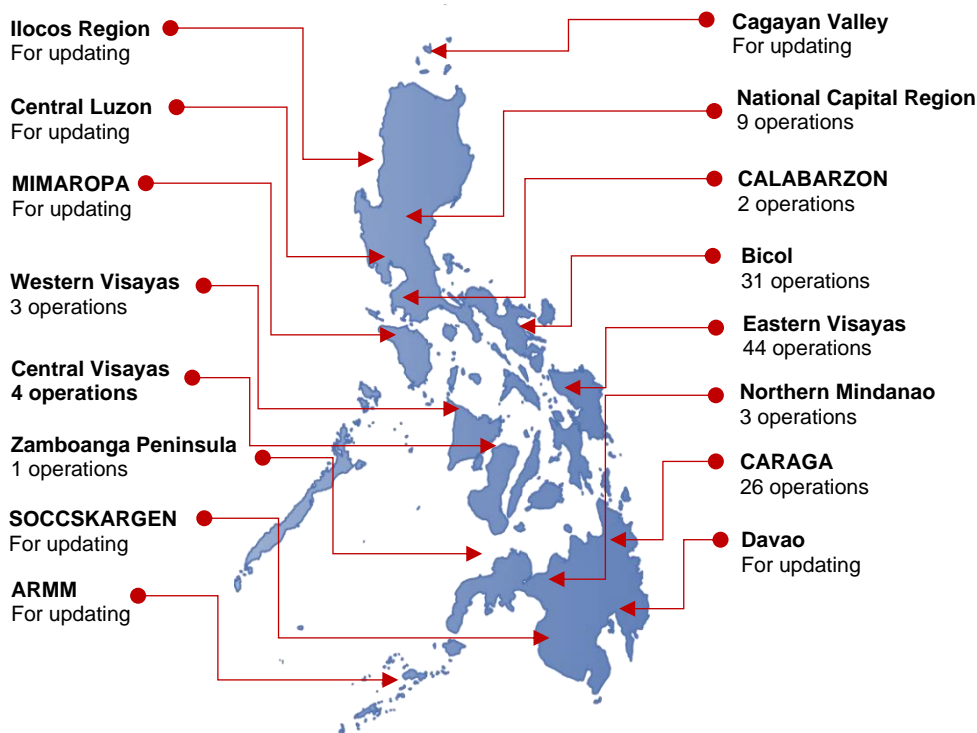 Ilocos Region
For updating
Central Luzon
For updating
MIMAROPA
For updating
Western Visayas
3 operations
Central Visayas
4 operations
Zamboanga Peninsula
1 operations
SOCCSKARGEN
For updating
ARMM
For updating
Cagayan Valley
For updating
National Capital Region
9 operations
CALABARZON
2 operations
Bicol
31 operations
Eastern Visayas
44 operations
Northern Mindanao
3 operations
CARAGA
26 operations
Davao
For updating